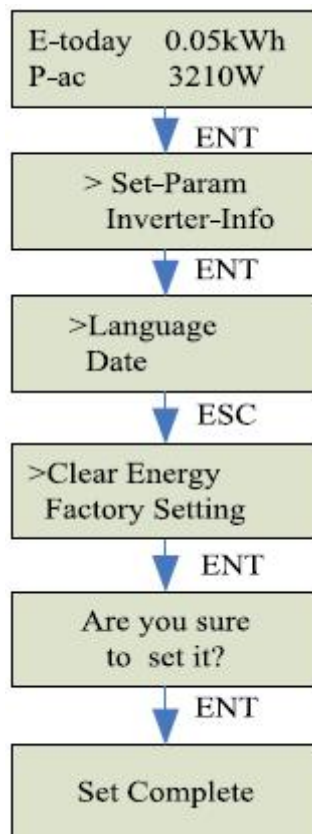 E-today 0.05kWh
P-ac 3210W
ENT
> Set-Param
Inverter-Info
ENT
>Language
Date
ESC
>Clear Energy
Factory Setting
ENT
Are you sure
to set it?
ENT
Set Complete